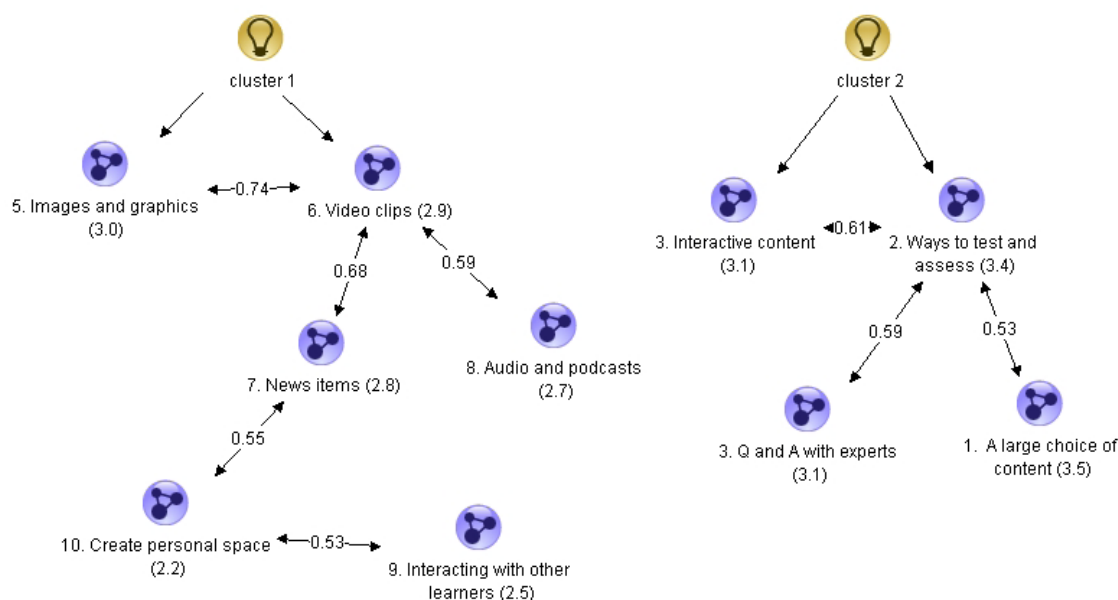 cluster 1
cluster 2
5. Images and graphics
(3.0)
0.74
6. Video clips (2.9)
3. Interactive content
(3.1)
0.61
2. Ways to test and
assess (3.4)
0.68
0.59
0.59
0.53
7. News items (2.8)
8. Audio and podcasts
(2.7)
0.55
3. Q and A with experts
(3.1)
1. A large choice of
content (3.5)
10. Create personal space
(2.2)
0.53
9. Interacting with other
learners (2.5)